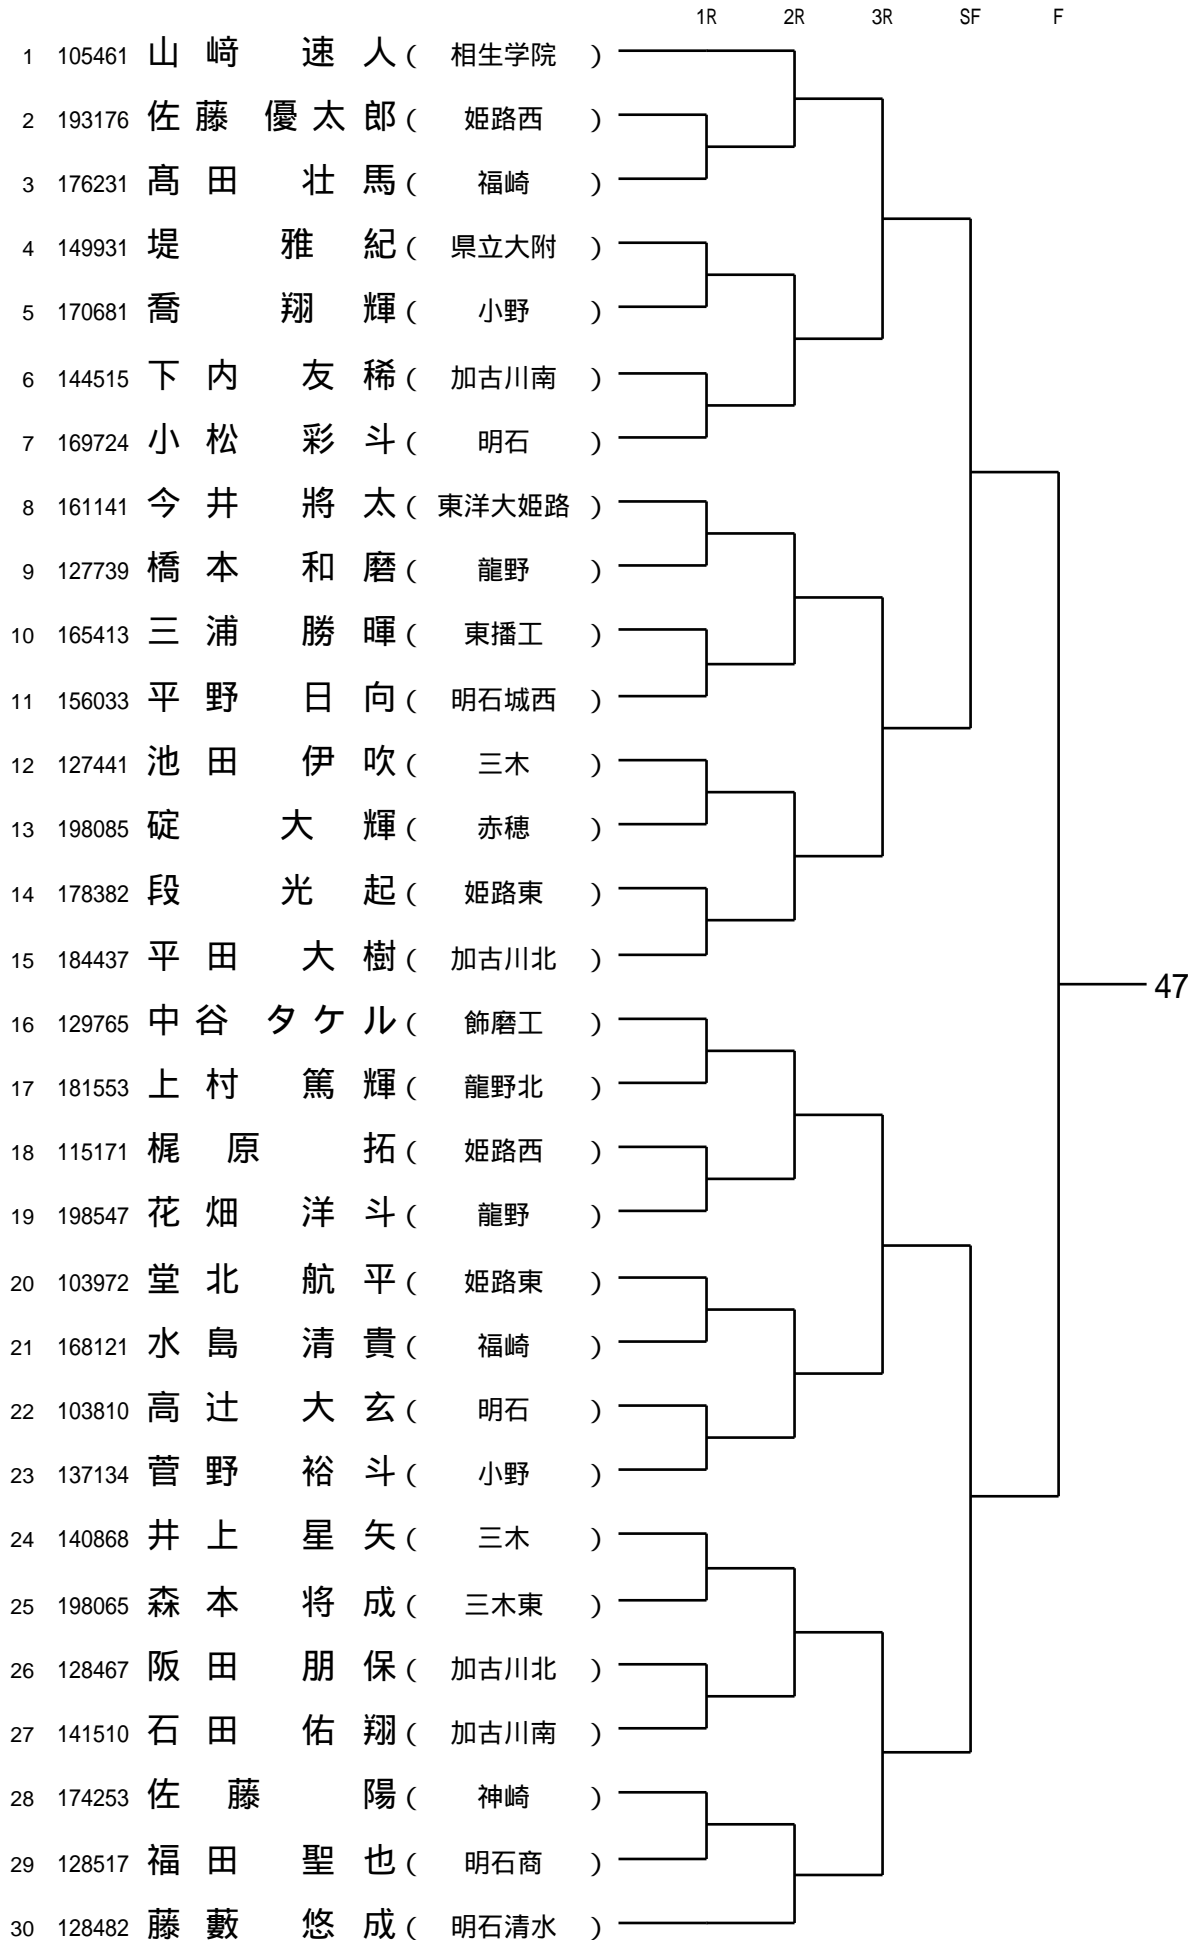 1R 2R 3R SF F
1 105461 山﨑 速人 ( 相生学院 )
2 193176 佐藤 優太郎 ( 姫路西 )
3 176231 髙田 壮馬 ( 福崎 )
4 149931 堤 雅紀 ( 県立大附 )
5 170681 喬 翔輝 ( 小野 )
6 144515 下内 友稀 ( 加古川南 )
7 169724 小松 彩斗 ( 明石 )
8 161141 今井 將太 ( 東洋大姫路 )
9 127739 橋本 和磨 ( 龍野 )
10 165413 三浦 勝暉 ( 東播工 )
11 156033 平野 日向 ( 明石城西 )
12 127441 池田 伊吹 ( 三木 )
13 198085 碇 大輝 ( 赤穂 )
14 178382 段 光起 ( 姫路東 )
15 184437 平田 大樹 ( 加古川北 )
47
16 129765 中谷 タケル ( 飾磨工 )
17 181553 上村 篤輝 ( 龍野北 )
18 115171 梶原 拓 ( 姫路西 )
19 198547 花畑 洋斗 ( 龍野 )
20 103972 堂北 航平 ( 姫路東 )
21 168121 水島 清貴 ( 福崎 )
22 103810 高辻 大玄 ( 明石 )
23 137134 菅野 裕斗 ( 小野 )
24 140868 井上 星矢 ( 三木 )
25 198065 森本 将成 ( 三木東 )
26 128467 阪田 朋保 ( 加古川北 )
27 141510 石田 佑翔 ( 加古川南 )
28 174253 佐藤 陽 ( 神崎 )
29 128517 福田 聖也 ( 明石商 )
30 128482 藤藪 悠成 ( 明石清水 )